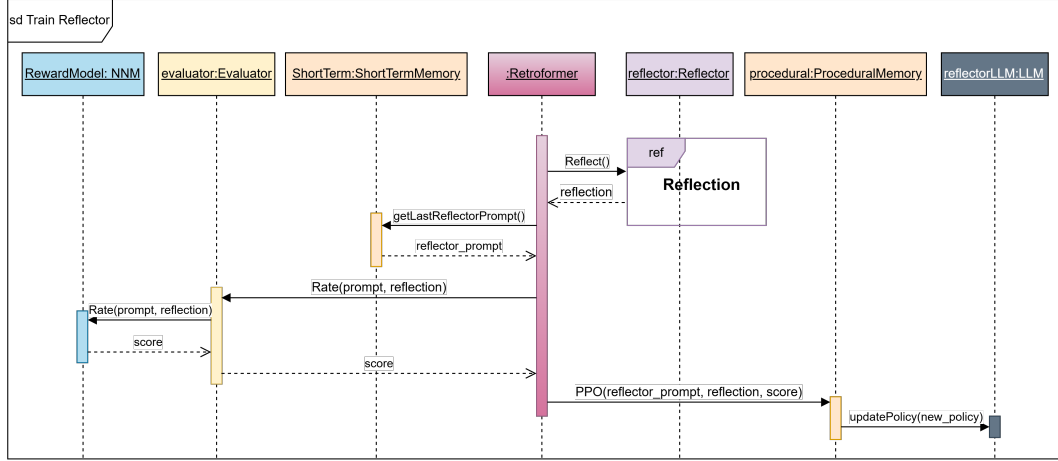 sd Train Reflector
RewardModel: NNM
evaluator:Evaluator
ShortTerm:ShortTermMemory
:Retroformer
reflector:Reflector
procedural:ProceduralMemory
reflectorLLM:LLM
ref
Reflect()
Reflection
reflection
getLastReflectorPrompt()
reflector_prompt
Rate(prompt, reflection)
Rate(prompt, reflection)
score
score
PPO(reflector_prompt, reflection, score)
updatePolicy(new_policy)